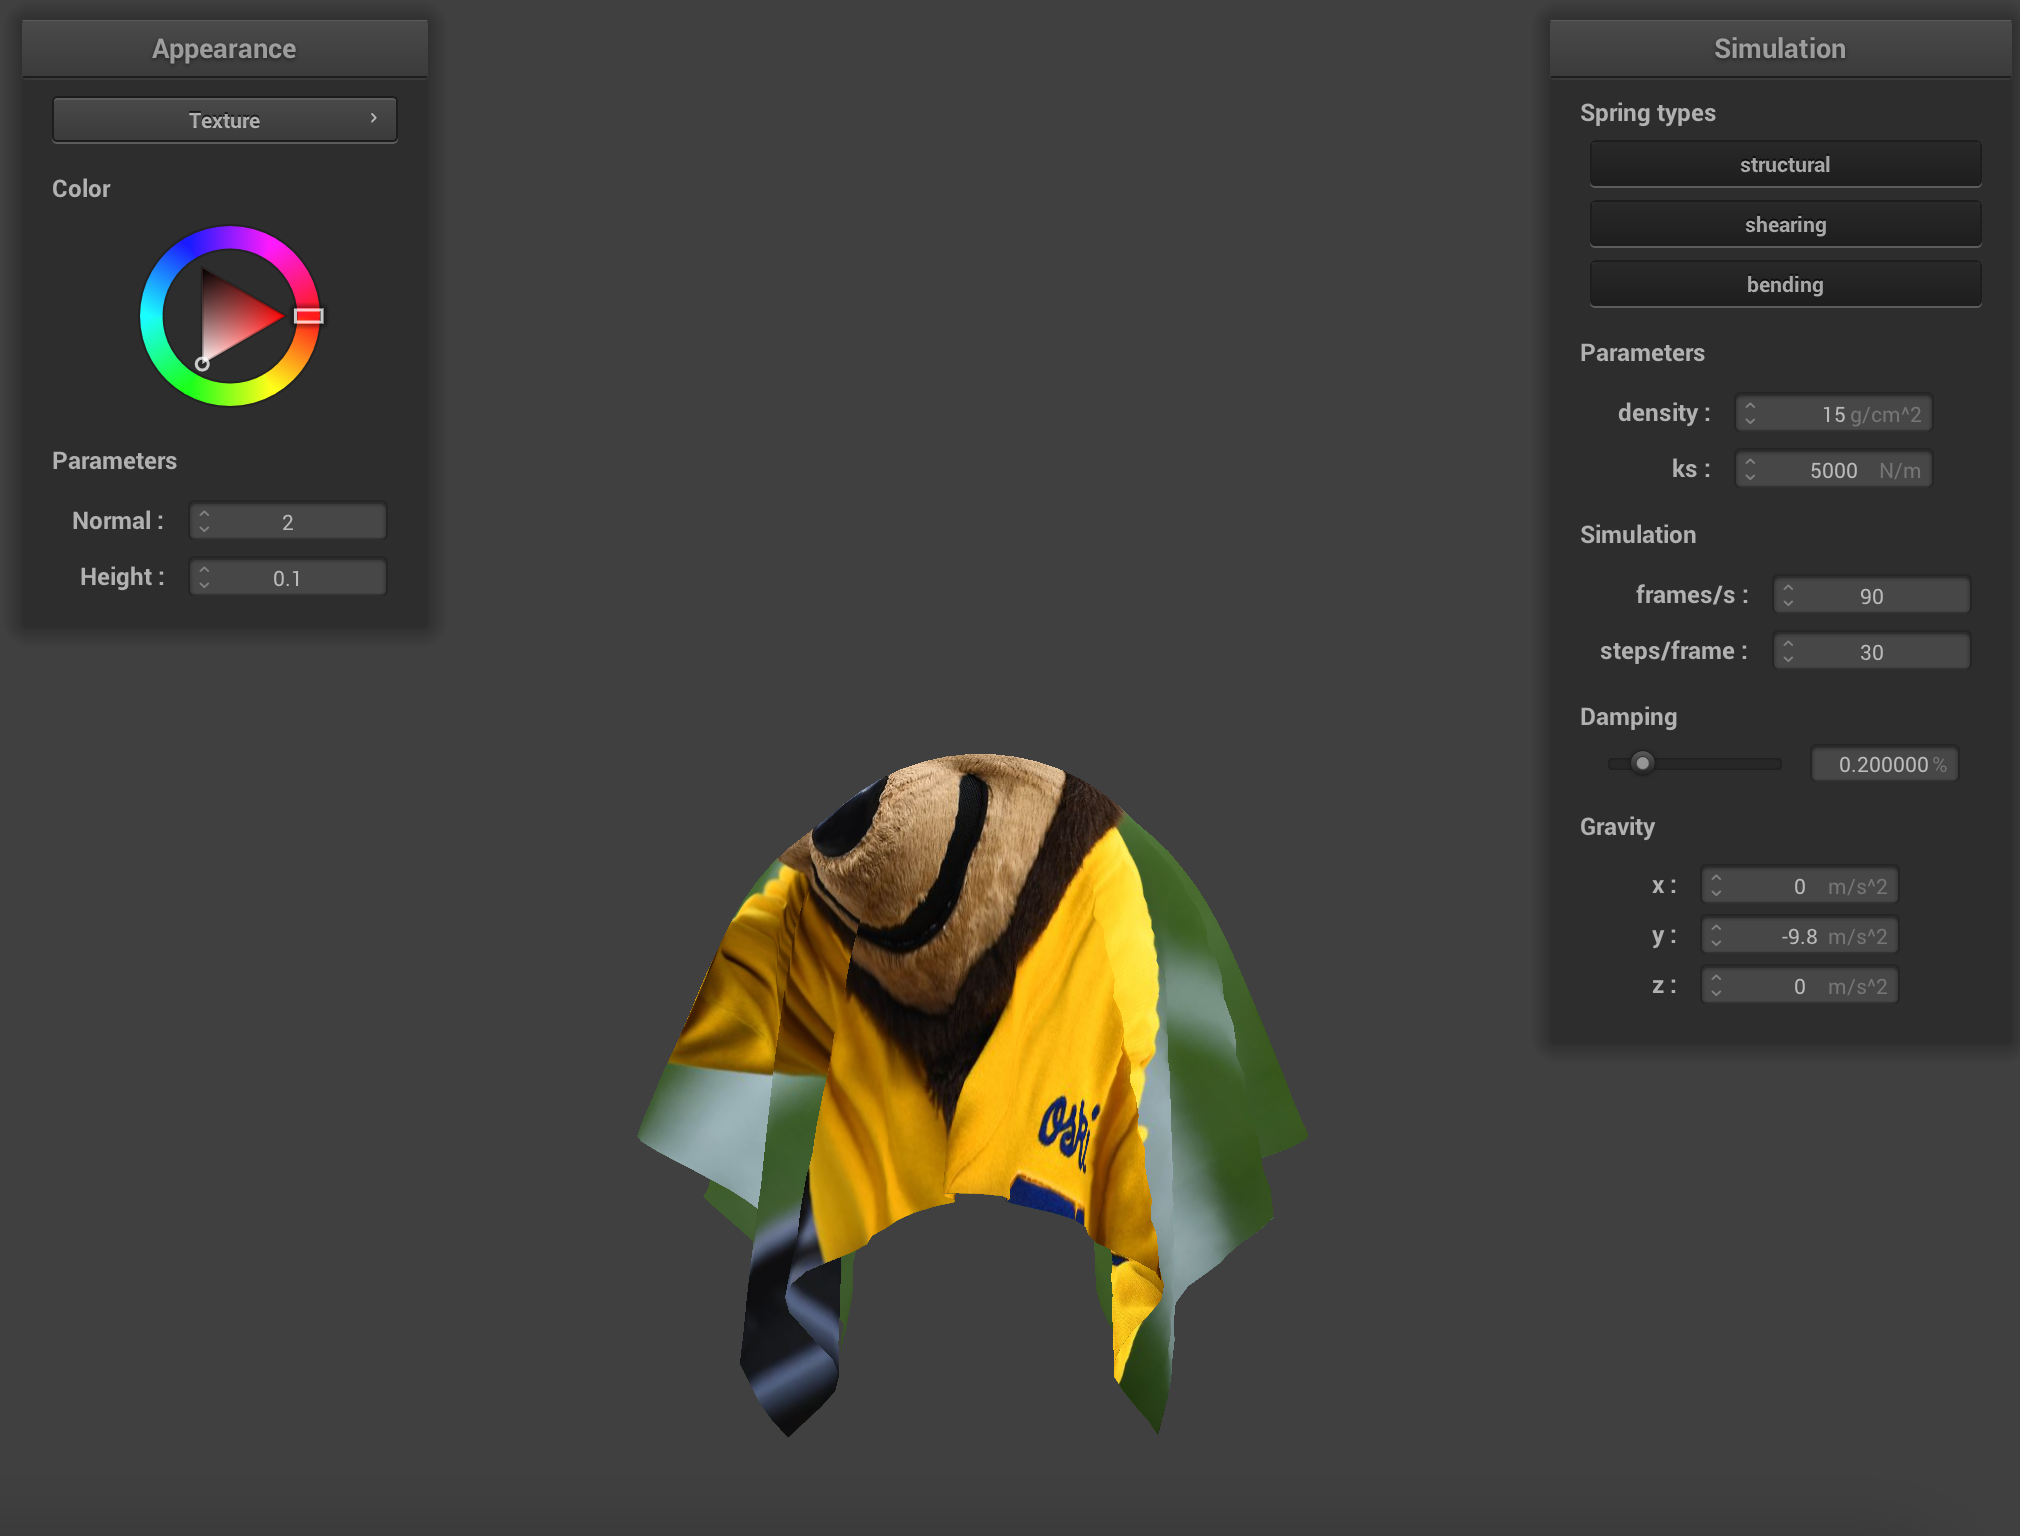 Appearance
Texture
Color
Parameters
Normal :
2
Height :
0.1
Simulation
Spring types
structural
shearing
bending
Parameters
density :
15 g/cm^2
ks :
5000 N/m
Simulation
frames/s :
90
steps/frame :
30
Damping
0.200000 %
Gravity
x :
0 m/s^2
y :
-9.8 m/s^2
z :
0 m/s^2
Oski